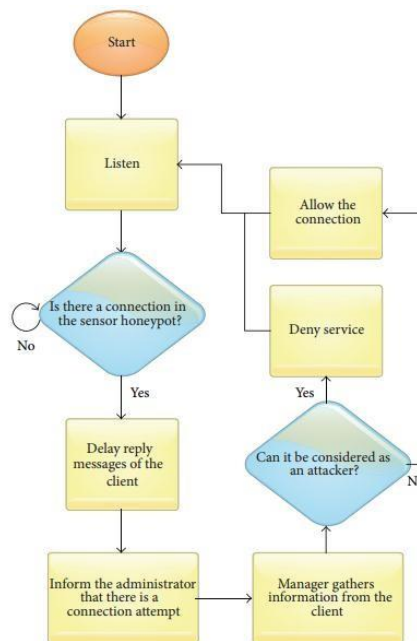 Start
Listen
Is there a connection in
the sensor honeypot?
No
Yes
Delay reply
messages of the
client
Inform the administrator
that there is a
connection attempt
Manager gathers
information from the
client
Can it be considered as
an attacker?
Yes
Deny service
Allow the
connection